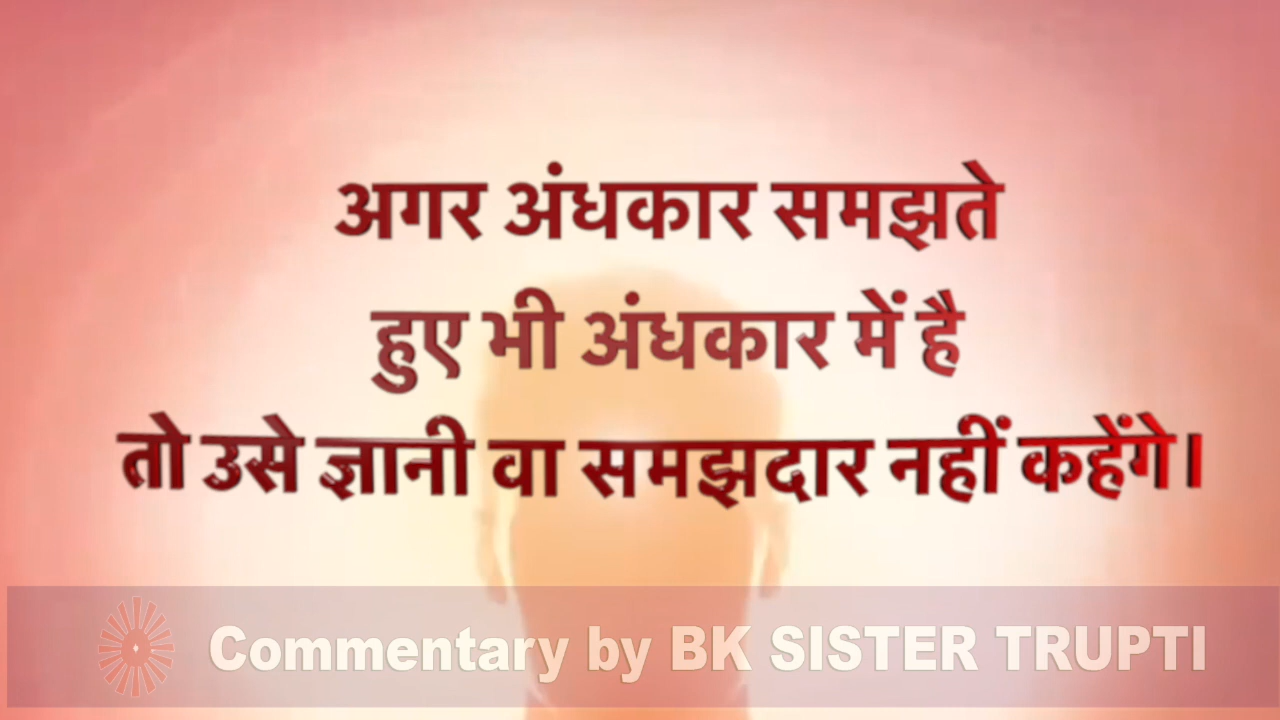 अगर अंधकार समझते
हुए भी अंधकार में है
तो उसे ज्ञानी वा समझदार नहीं कहेंगे।
Commentary by BK SISTER TRUPTI